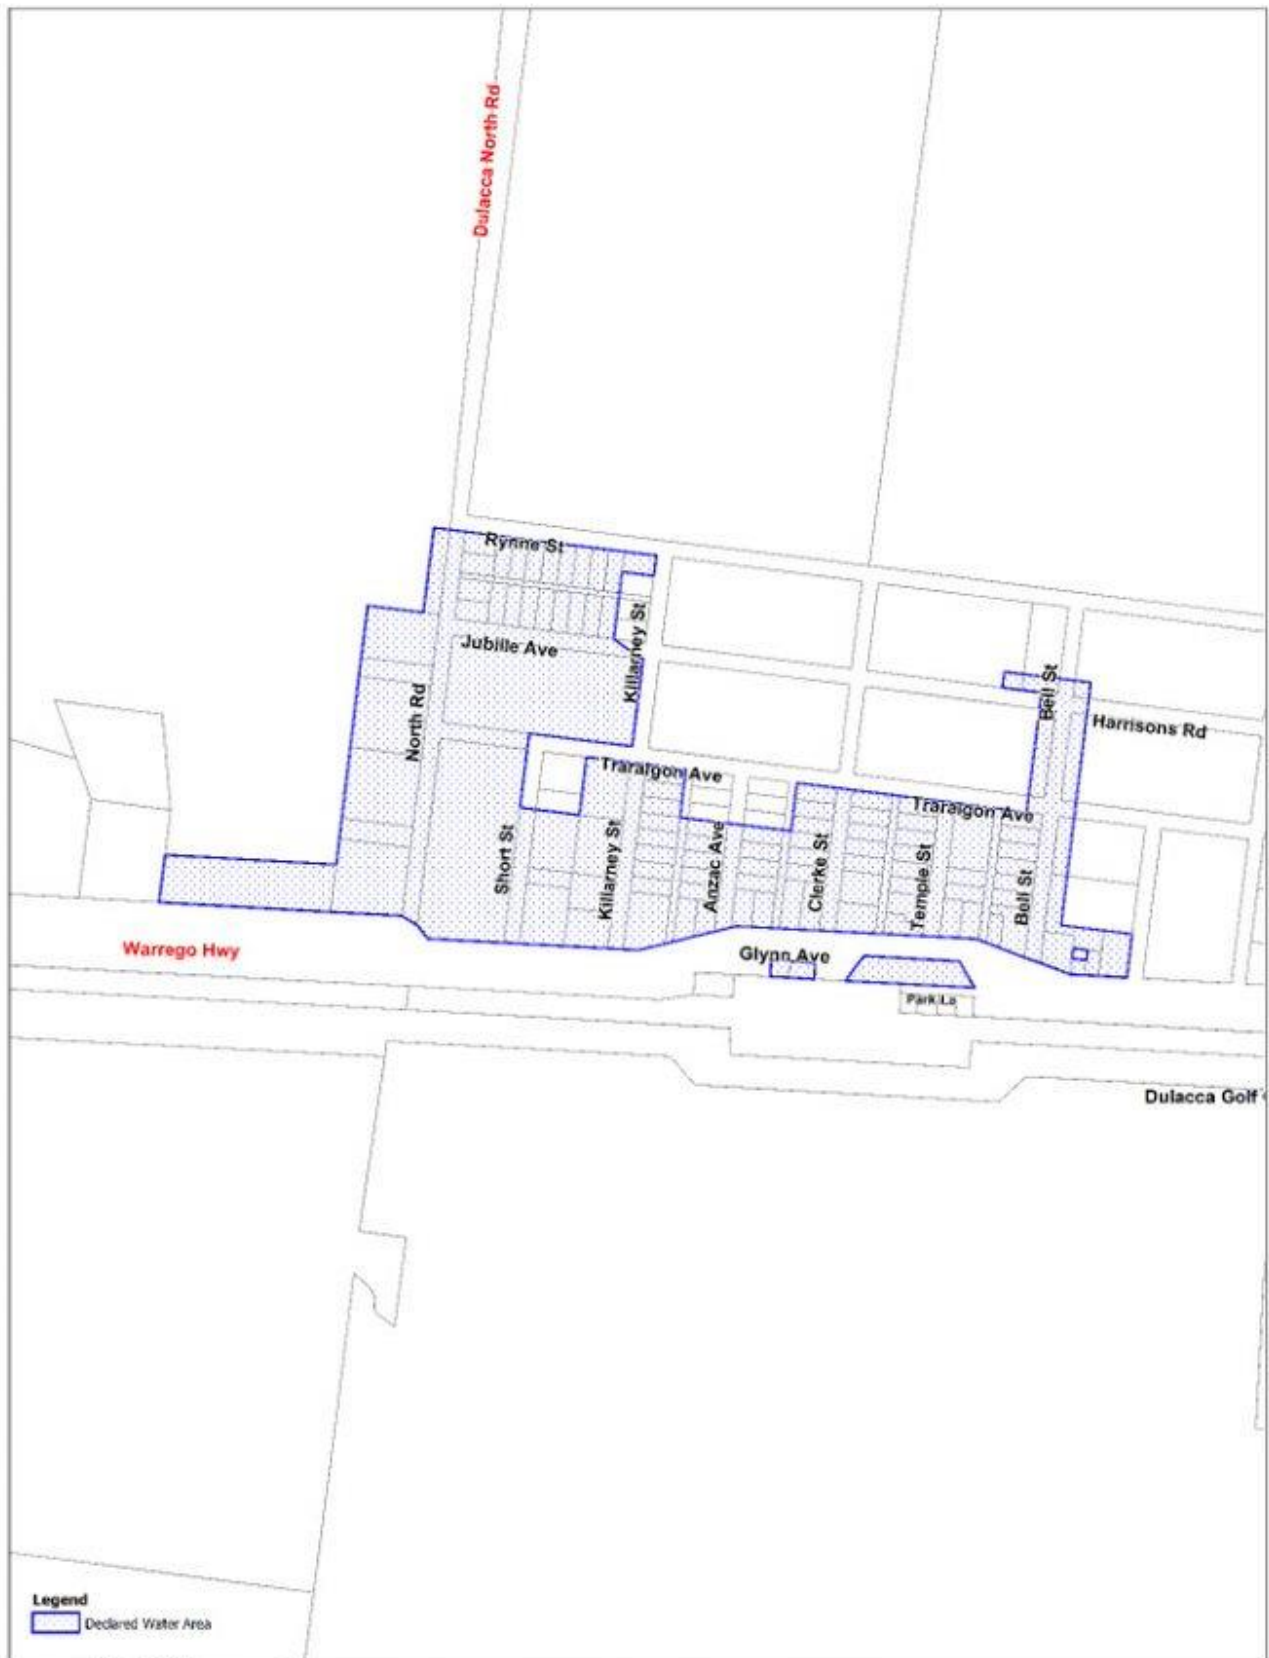 Dulacca North Rd
Rynne St
Killarney St
Jubille Ave
Bell St
North Rd
Harrisons Rd
Traralgon Ave
Traralgon Ave
Short St
Killarney St
Anzac Ave
Clerke St
Temple St
Bell St
Warrego Hwy
Glynn Ave
Park Ln
Dulacca Golf
Legend
Declared Water Area